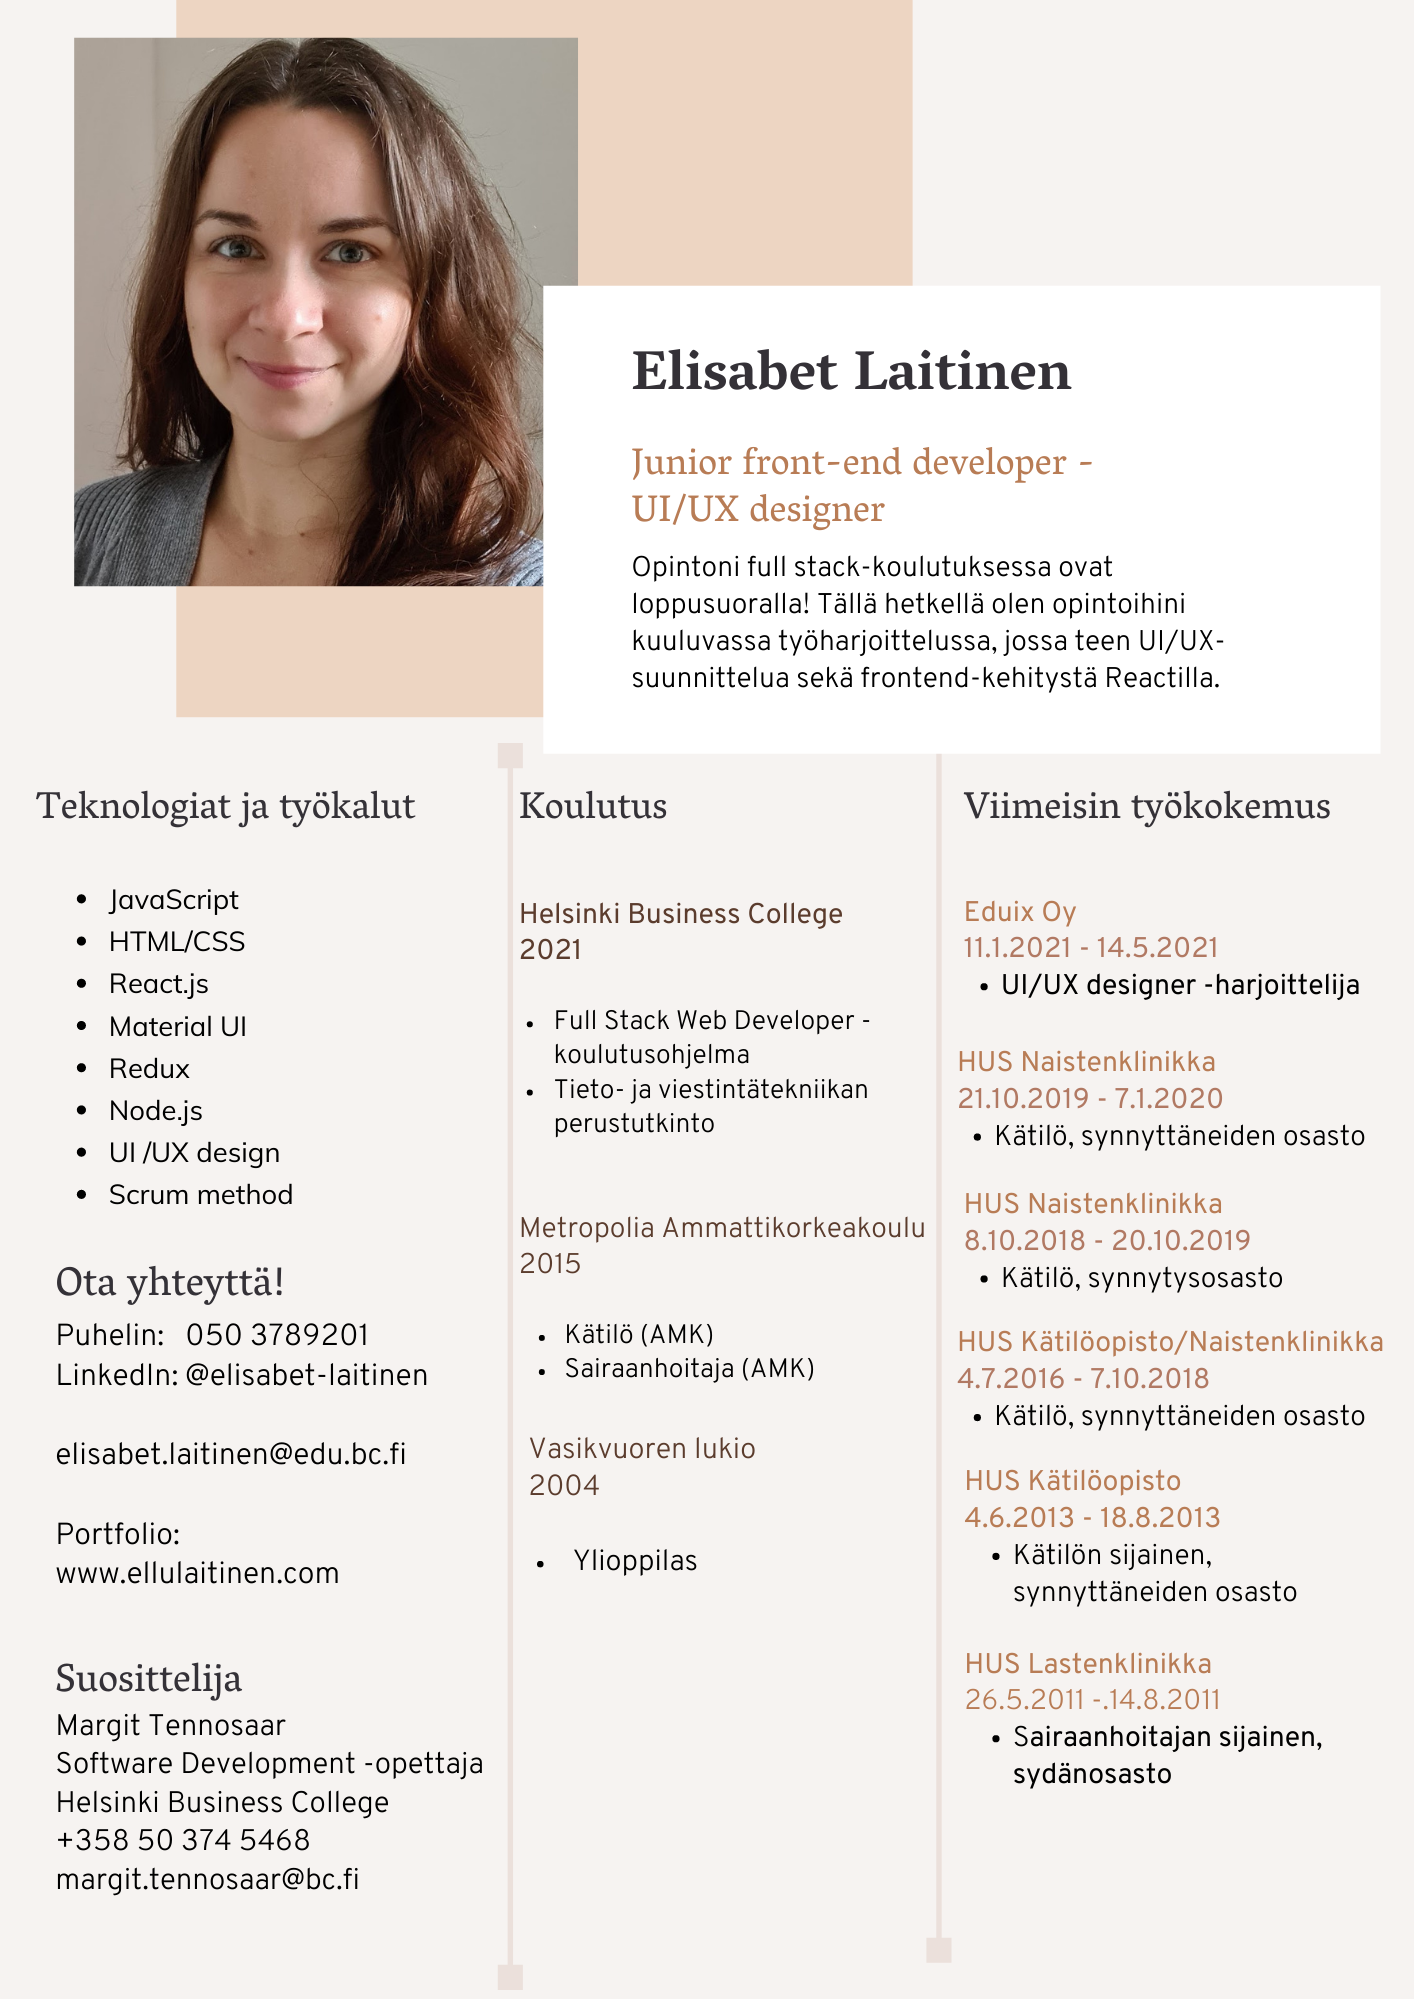 Elisabet Laitinen
Junior front-end developer -
UI/UX designer
Opintoni full stack-koulutuksessa ovat
loppusuoralla! Tällä hetkellä olen opintoihini
kuuluvassa työharjoittelussa, jossa teen UI/UX-
suunnittelua sekä frontend-kehitystä Reactilla.
Teknologiat ja työkalut
• JavaScript
• HTML/CSS
• React.js
• Material UI
• Redux
• Node.js
• UI /UX design
• Scrum method
Ota yhteyttä!
Puhelin: 050 3789201
LinkedIn: @elisabet-laitinen
elisabet.laitinen@edu.bc.fi
Portfolio:
www.ellulaitinen.com
Suosittelija
Margit Tennosaar
Software Development -opettaja
Helsinki Business College
+358 50 374 5468
margit.tennosaar@bc.fi
Koulutus
Helsinki Business College
2021
• Full Stack Web Developer -
koulutusohjelma
• Tieto- ja viestintätekniikan
perustutkinto
Metropolia Ammattikorkeakoulu
2015
• Kätilö (AMK)
• Sairaanhoitaja (AMK)
Vasikvuoren lukio
2004
• Ylioppilas
Viimeisin työkokemus
Eduix Oy
11.1.2021 - 14.5.2021
• UI/UX designer -harjoittelija
HUS Naistenklinikka
21.10.2019 - 7.1.2020
• Kätilö, synnyttäneiden osasto
HUS Naistenklinikka
8.10.2018 - 20.10.2019
• Kätilö, synnytysosasto
HUS Kätilöopisto/Naistenklinikka
4.7.2016 - 7.10.2018
• Kätilö, synnyttäneiden osasto
HUS Kätilöopisto
4.6.2013 - 18.8.2013
• Kätilön sijainen,
synnyttäneiden osasto
HUS Lastenklinikka
26.5.2011 -.14.8.2011
• Sairaanhoitajan sijainen,
sydänosasto